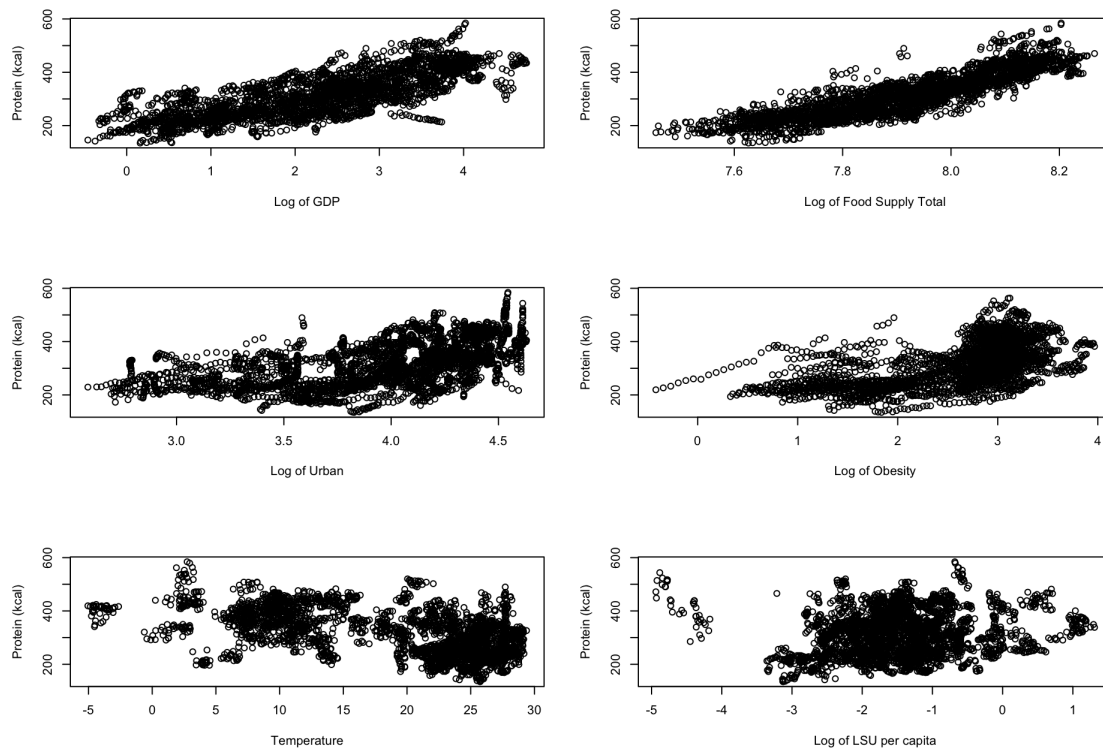 Protein (kcal)
200 400 600
0 1 2 3 4
Log of GDP
Protein (kcal)
200 400 600
7.6 7.8 8.0 8.2
Log of Food Supply Total
Protein (kcal)
200 400 600
3.0 3.5 4.0 4.5
Log of Urban
Protein (kcal)
200 400 600
0 1 2 3 4
Log of Obesity
Protein (kcal)
200 400 600
-5 0 5 10 15 20 25 30
Temperature
Protein (kcal)
200 400 600
-5 -4 -3 -2 -1 0 1
Log of LSU per capita